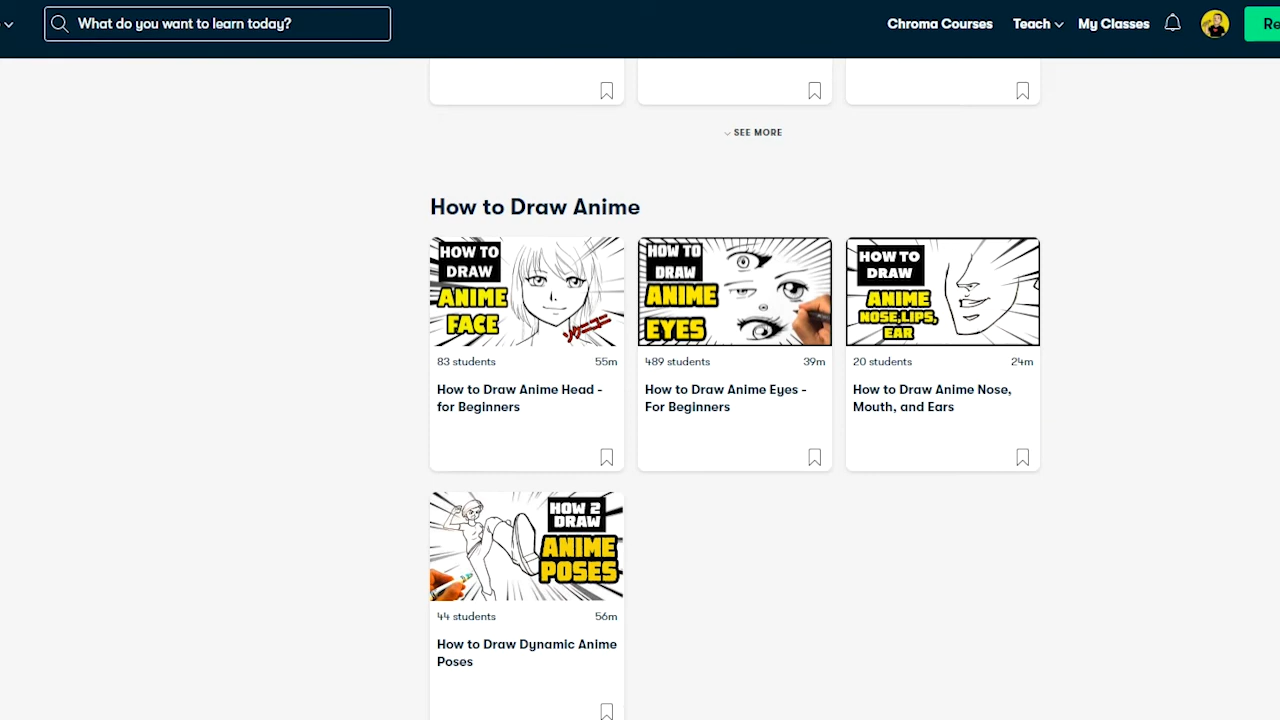 What do you want to learn today?
Chroma Courses
Teach
My Classes
Re
SEE MORE
How to Draw Anime
HOW TO
DRAW
ANIME
FACE
83 students
55m
How to Draw Anime Head -
for Beginners
HOW TO
DRAW
ANIME
EYES
489 students
39m
How to Draw Anime Eyes -
For Beginners
HOW TO
DRAW
ANIME
NOSE,LIPS,
EAR
20 students
24m
How to Draw Anime Nose,
Mouth, and Ears
HOW 2
DRAW
ANIME
POSES
44 students
56m
How to Draw Dynamic Anime
Poses